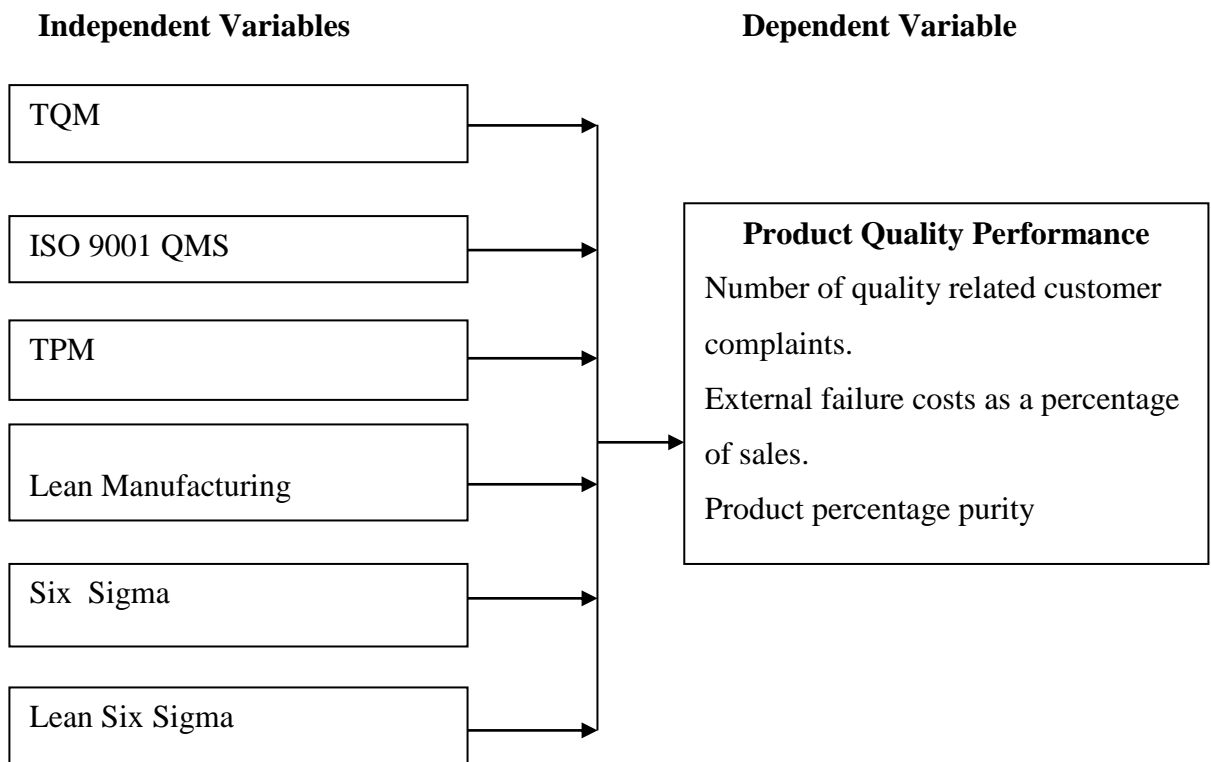 Independent Variables
Dependent Variable
TQM
ISO 9001 QMS
TPM
Lean Manufacturing
Six Sigma
Lean Six Sigma
Product Quality Performance
Number of quality related customer
complaints.
External failure costs as a percentage
of sales.
Product percentage purity